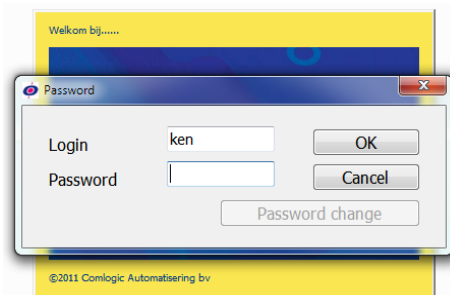 Welkom bij......
Password
Login
ken
OK
Password
Cancel
Password change
©2011 Comlogic Automatisering bv